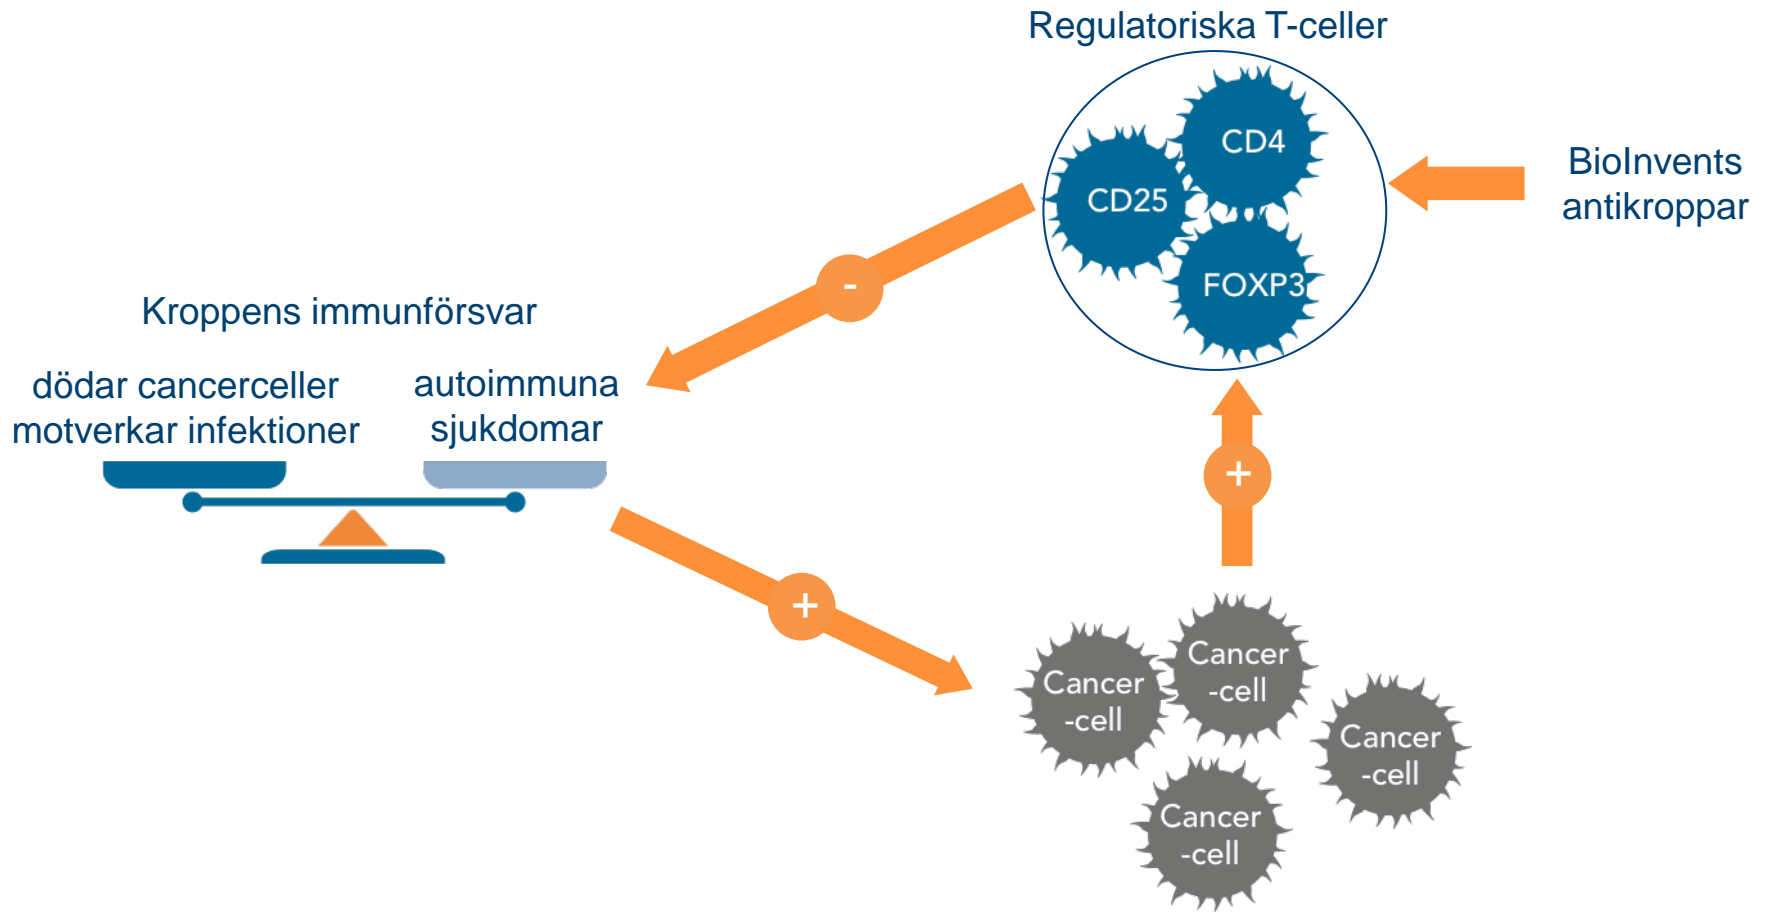 Regulatoriska T-celler
CD4
CD25
FOXP3
BioInvents
antikroppar
-
Kroppens immunförsvar
dödar cancerceller
motverkar infektioner
autoimmuna
sjukdomar
+
+
Cancer
-cell
Cancer
-cell
Cancer
-cell
Cancer
-cell